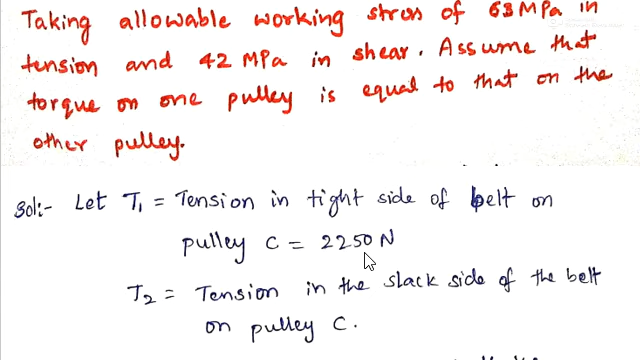 Taking allowable working stress of 63 MPa in
tension and 42 MPa in shear. Assume that
torque on one pulley is equal to that on the
other pulley.
Sol:- Let T₁ = Tension in tight side of belt on
pulley C = 2250 N
T₂ = Tension in the slack side of the belt
on pulley C.